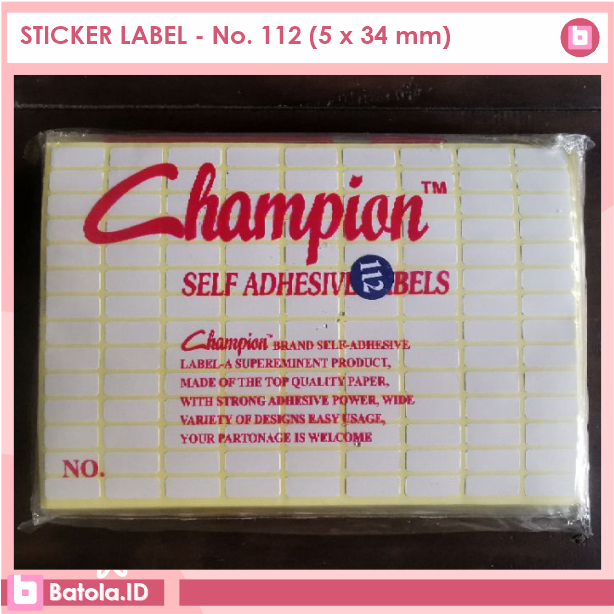 STICKER LABEL - No. 112 (5 x 34 mm)
Champion™
SELF ADHESIVE LABELS
112
Champion™ BRAND SELF-ADHESIVE
LABEL-A SUPEREMINENT PRODUCT,
MADE OF THE TOP QUALITY PAPER,
WITH STRONG ADHESIVE POWER, WIDE
VARIETY OF DESIGNS EASY USAGE,
YOUR PARTONAGE IS WELCOME
NO.
Batola.ID